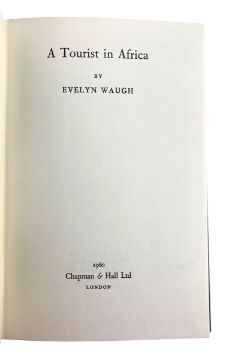 A Tourist in Africa
BY
EVELYN WAUGH
1960
Chapman & Hall Ltd
LONDON